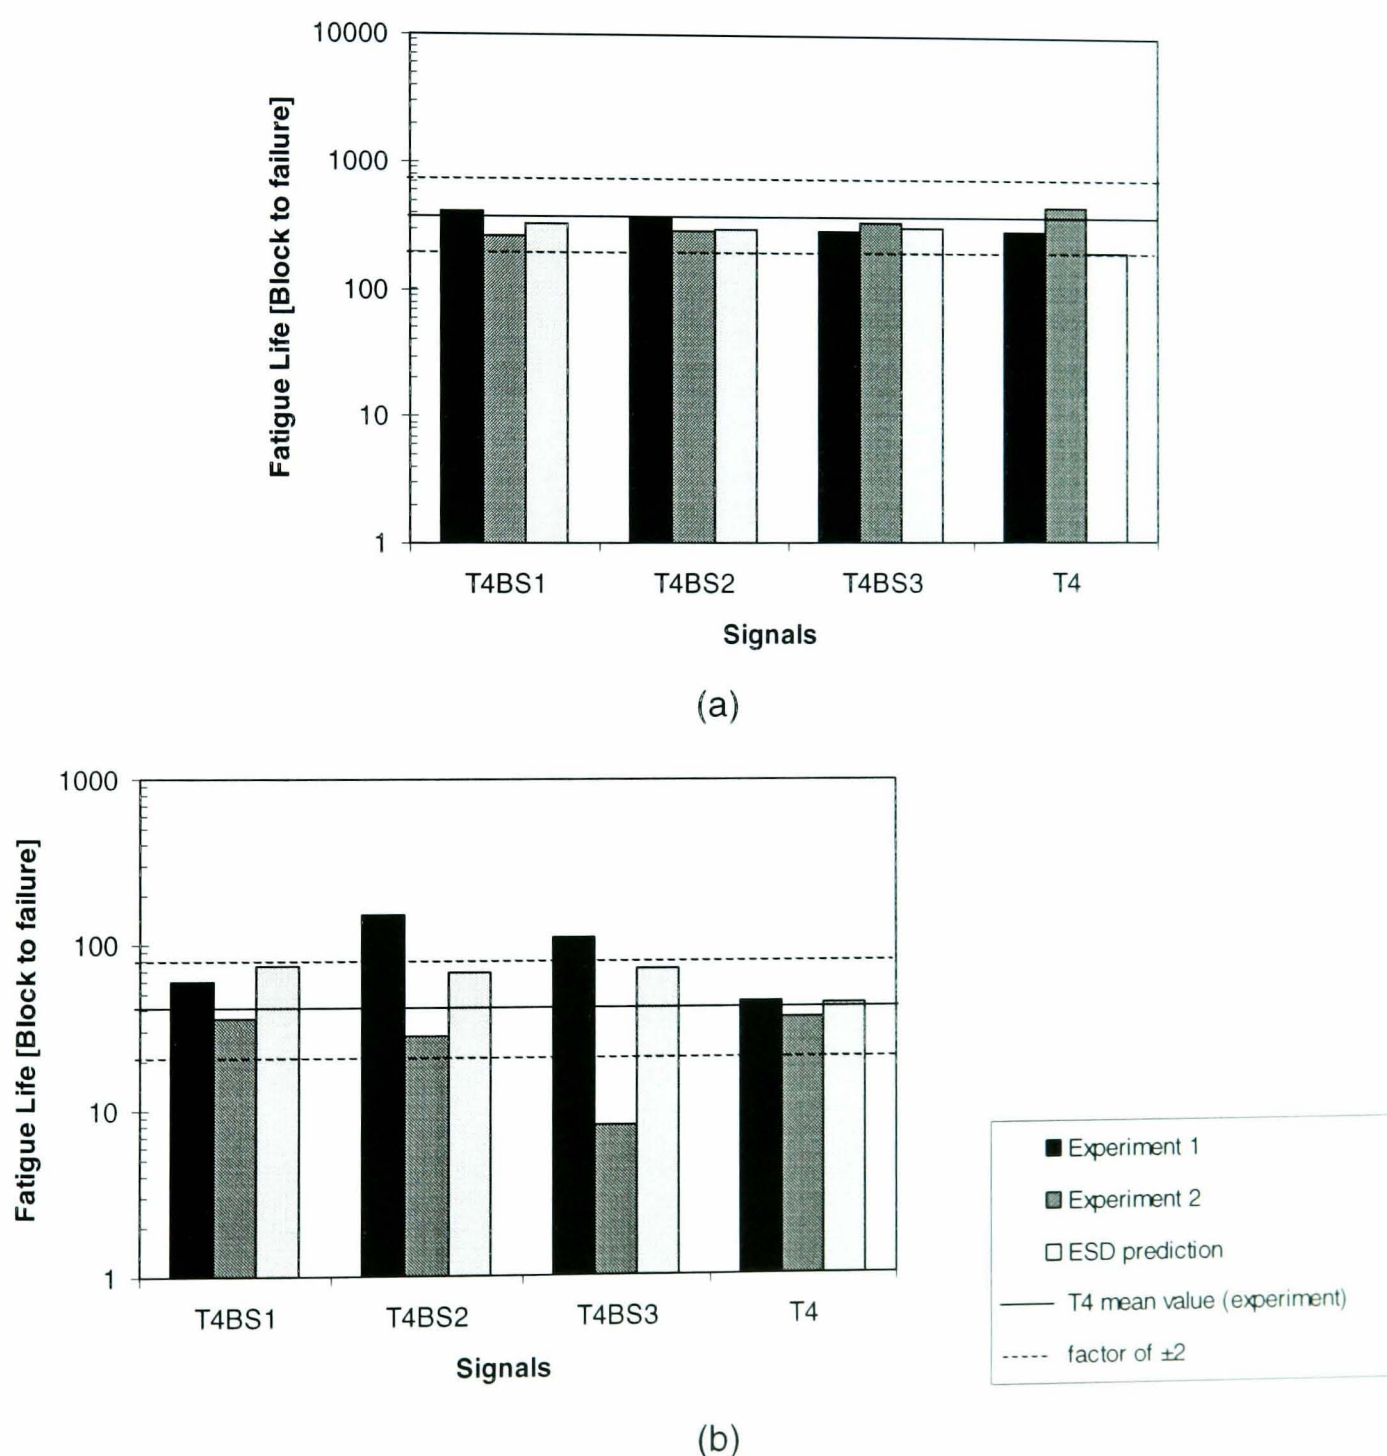 10000
1000
100
10
1
Fatigue Life [Block to failure]
T4BS1 T4BS2 T4BS3 T4
Signals
(a)
1000
100
10
1
Fatigue Life [Block to failure]
T4BS1 T4BS2 T4BS3 T4
Signals
Experiment 1
Experiment 2
ESD prediction
T4 mean value (experiment)
factor of ±2
(b)